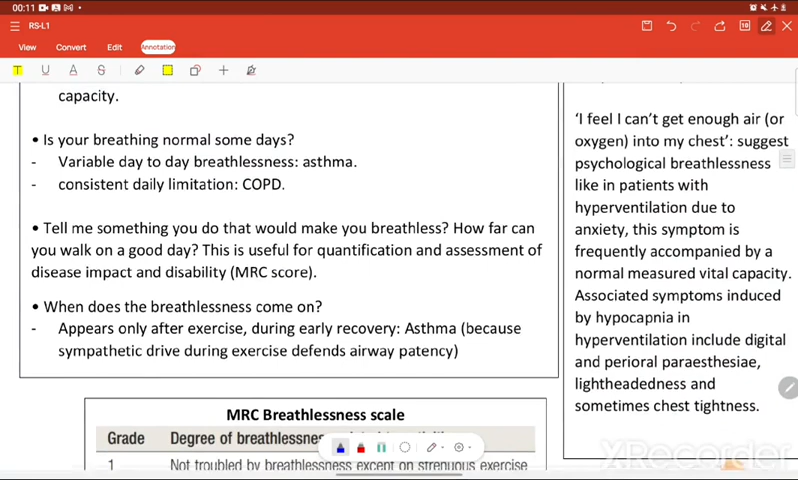 00:11
RS-L1
View Convert Edit Annotation
capacity.
• Is your breathing normal some days?
- Variable day to day breathlessness: asthma.
- consistent daily limitation: COPD.
• Tell me something you do that would make you breathless? How far can
you walk on a good day? This is useful for quantification and assessment of
disease impact and disability (MRC score).
• When does the breathlessness come on?
- Appears only after exercise, during early recovery: Asthma (because
sympathetic drive during exercise defends airway patency)
MRC Breathlessness scale
Grade Degree of breathlessness
1 Not troubled by breathlessness except on strenuous exercise
‘I feel I can’t get enough air (or
oxygen) into my chest’: suggest
psychological breathlessness
like in patients with
hyperventilation due to
anxiety, this symptom is
frequently accompanied by a
normal measured vital capacity.
Associated symptoms induced
by hypocapnia in
hyperventilation include digital
and perioral paraesthesiae,
lightheadedness and
sometimes chest tightness.
XRecorder